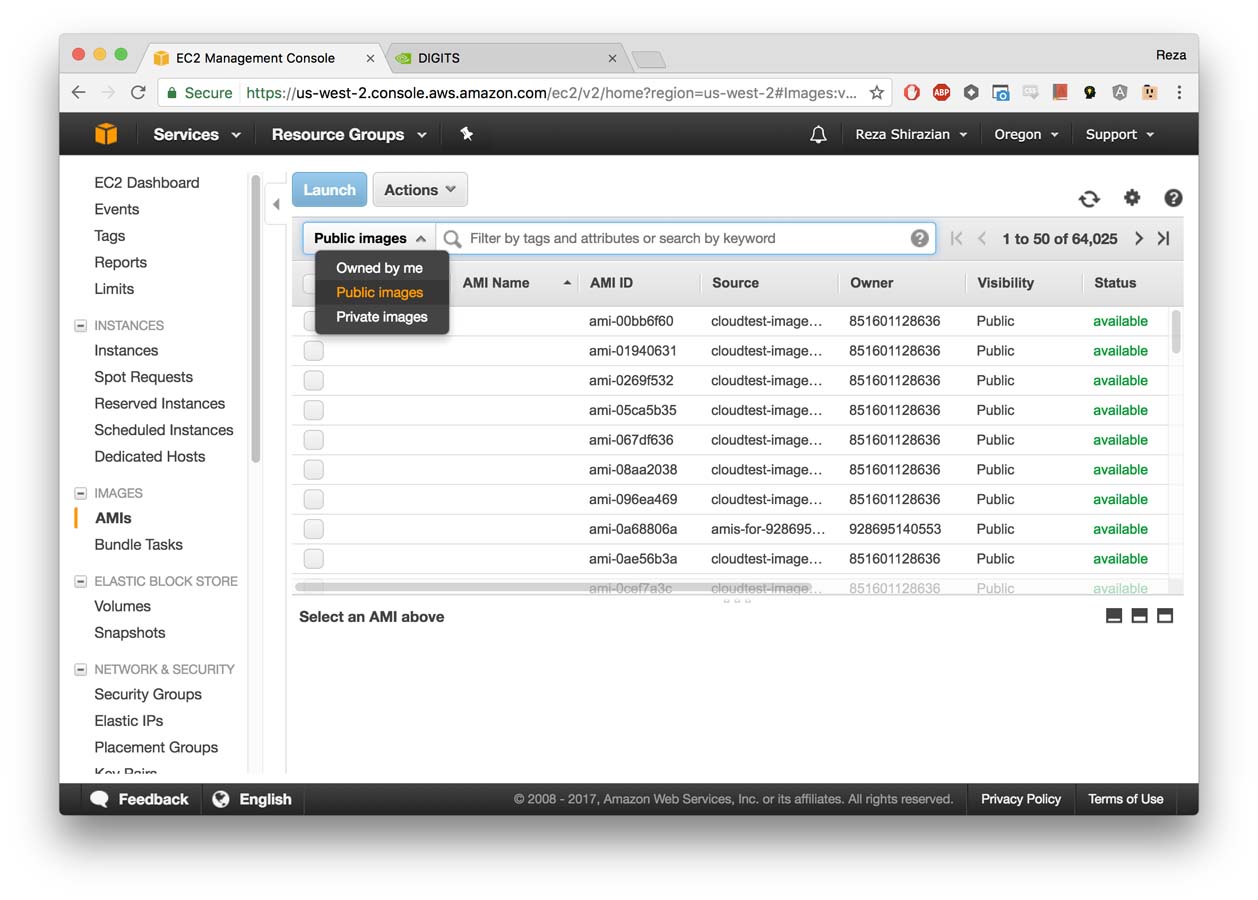 EC2 Management Console
DIGITS
Reza
Secure https://us-west-2.console.aws.amazon.com/ec2/v2/home?region=us-west-2#Images:v...
ABP
Services
Resource Groups
Reza Shirazian
Oregon
Support
EC2 Dashboard
Events
Tags
Reports
Limits
INSTANCES
Instances
Spot Requests
Reserved Instances
Scheduled Instances
Dedicated Hosts
IMAGES
AMIs
Bundle Tasks
ELASTIC BLOCK STORE
Volumes
Snapshots
NETWORK & SECURITY
Security Groups
Elastic IPs
Placement Groups
Key Pairs
Launch
Actions
Public images
Filter by tags and attributes or search by keyword
1 to 50 of 64,025
Owned by me
Public images
Private images
AMI Name AMI ID Source Owner Visibility Status
ami-00bb6f60 cloudtest-image... 851601128636 Public available
ami-01940631 cloudtest-image... 851601128636 Public available
ami-0269f532 cloudtest-image... 851601128636 Public available
ami-05ca5b35 cloudtest-image... 851601128636 Public available
ami-067df636 cloudtest-image... 851601128636 Public available
ami-08aa2038 cloudtest-image... 851601128636 Public available
ami-096ea469 cloudtest-image... 851601128636 Public available
ami-0a68806a amis-for-928695... 928695140553 Public available
ami-0ae56b3a cloudtest-image... 851601128636 Public available
ami-0cef7a3c cloudtest-image... 851601128636 Public available
Select an AMI above
Feedback
English
© 2008 - 2017, Amazon Web Services, Inc. or its affiliates. All rights reserved.
Privacy Policy
Terms of Use